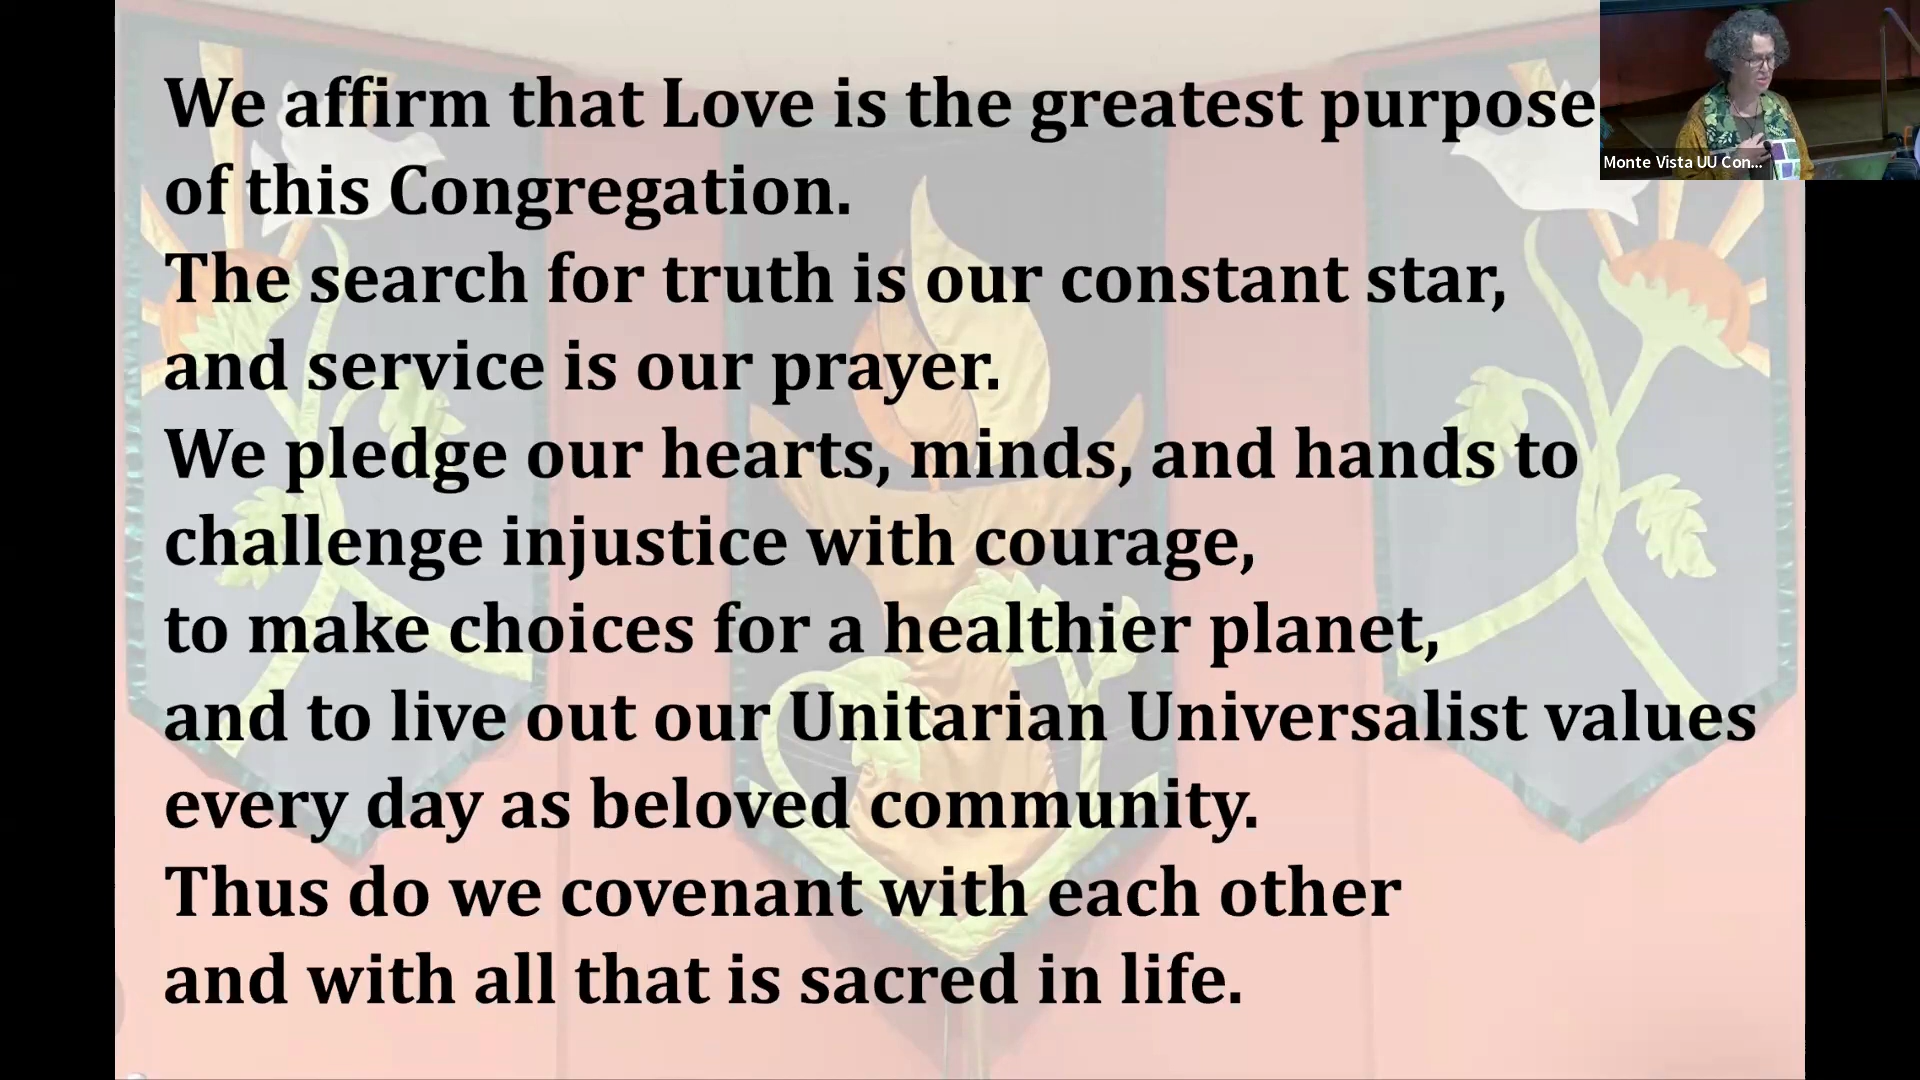 We affirm that Love is the greatest purpose
of this Congregation.
The search for truth is our constant star,
and service is our prayer.
We pledge our hearts, minds, and hands to
challenge injustice with courage,
to make choices for a healthier planet,
and to live out our Unitarian Universalist values
every day as beloved community.
Thus do we covenant with each other
and with all that is sacred in life.
Monte Vista UU Con...